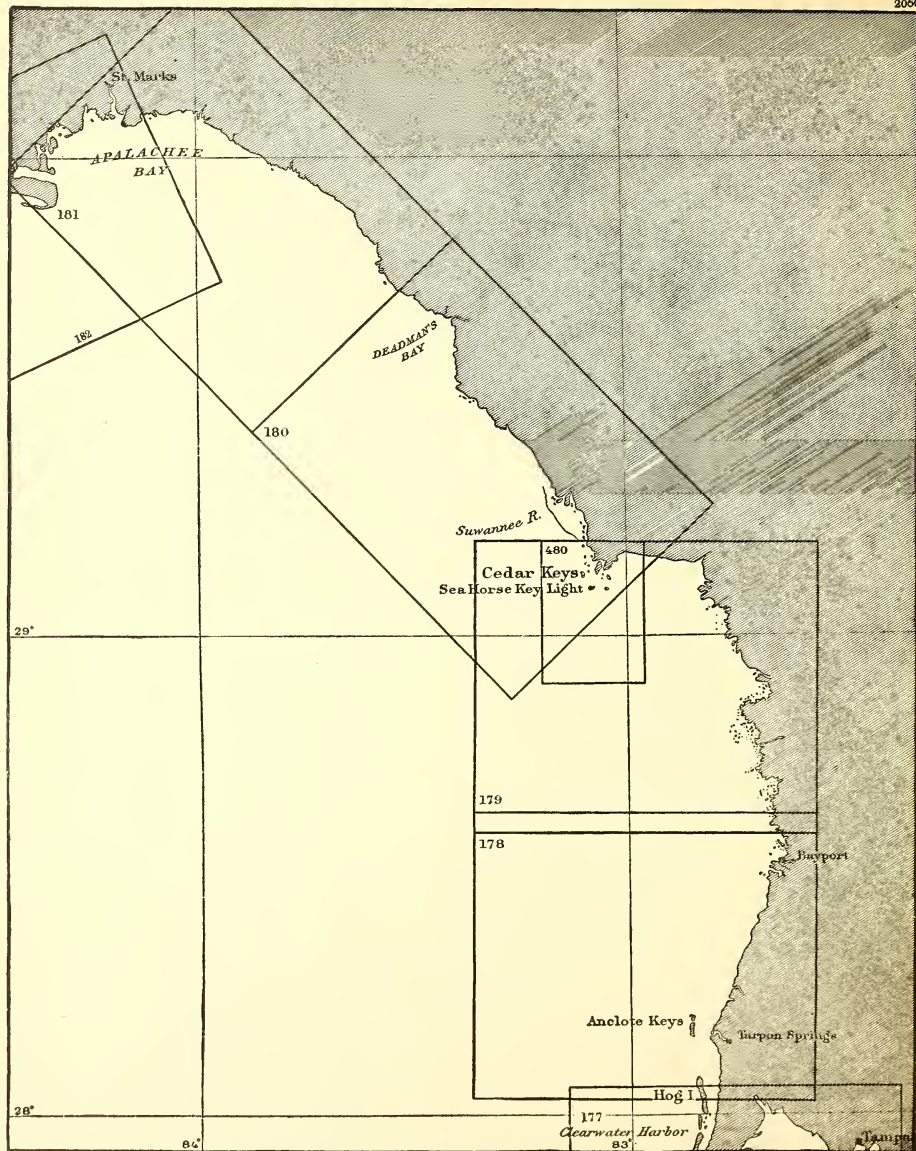 St. Marks
APALACHEE
BAY
181
182
DEADMAN'S
BAY
180
Suwannee R.
480
Cedar Keys
Sea Horse Key Light
29°
179
178
Bayport
Anclote Keys
Tarpon Springs
Hog I.
28°
177
Clearwater Harbor
84°
83°
Tampa